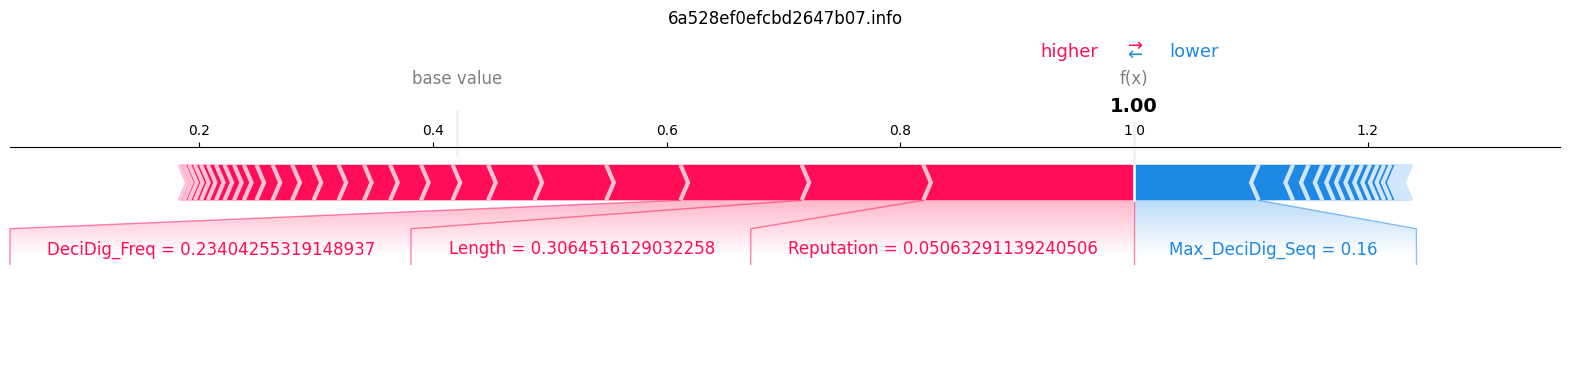 6a528ef0efcbd2647b07.info
higher ⇄ lower
base value f(x)
1.00
0.2 0.4 0.6 0.8 1.0 1.2
DeciDig_Freq = 0.23404255319148937 Length = 0.3064516129032258 Reputation = 0.05063291139240506 Max_DeciDig_Seq = 0.16